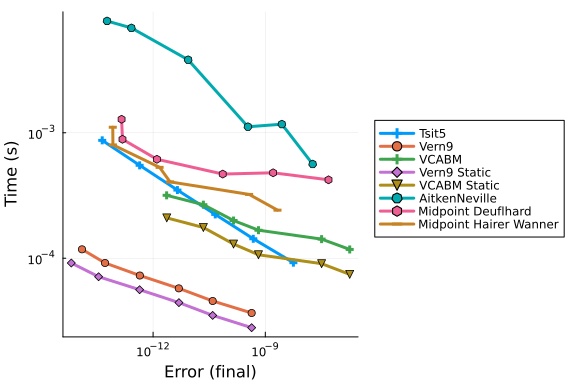 Time (s)
10⁻³
10⁻⁴
10⁻¹²
10⁻⁹
Error (final)
Tsit5
Vern9
VCABM
Vern9 Static
VCABM Static
AitkenNeville
Midpoint Deuflhard
Midpoint Hairer Wanner